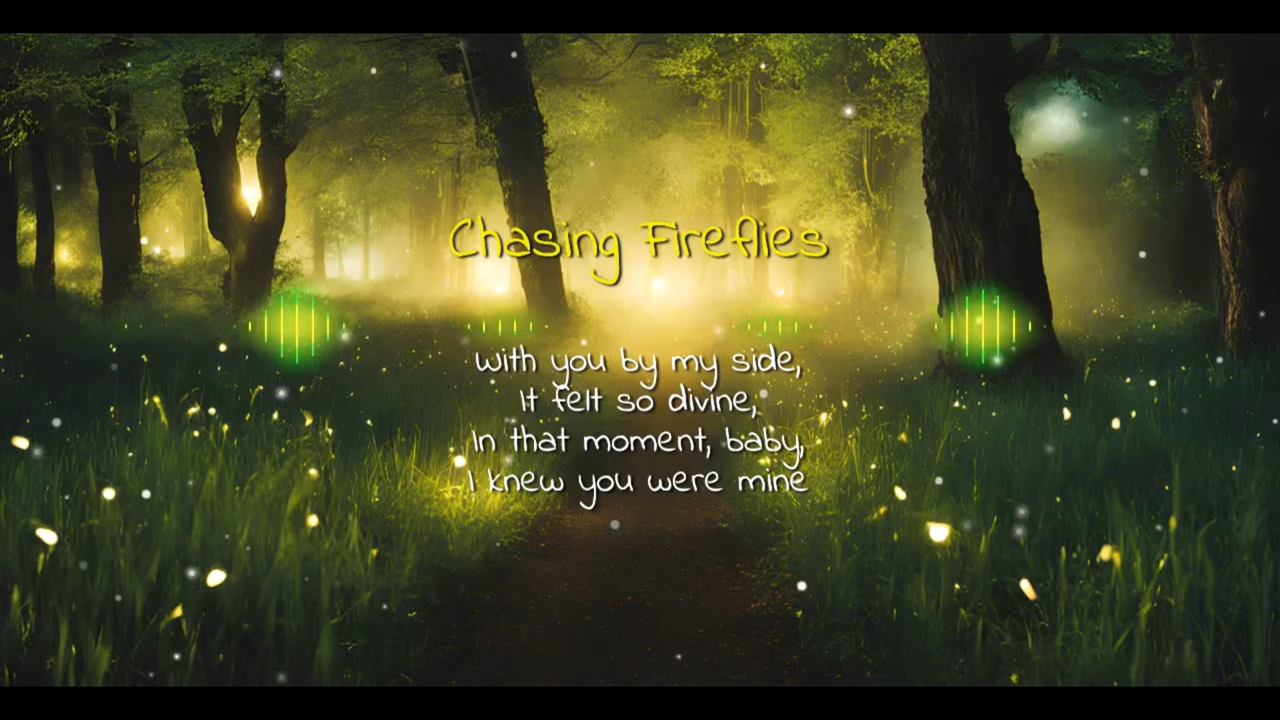 Chasing Fireflies
With you by my side,
It felt so divine,
In that moment, baby,
I knew you were mine